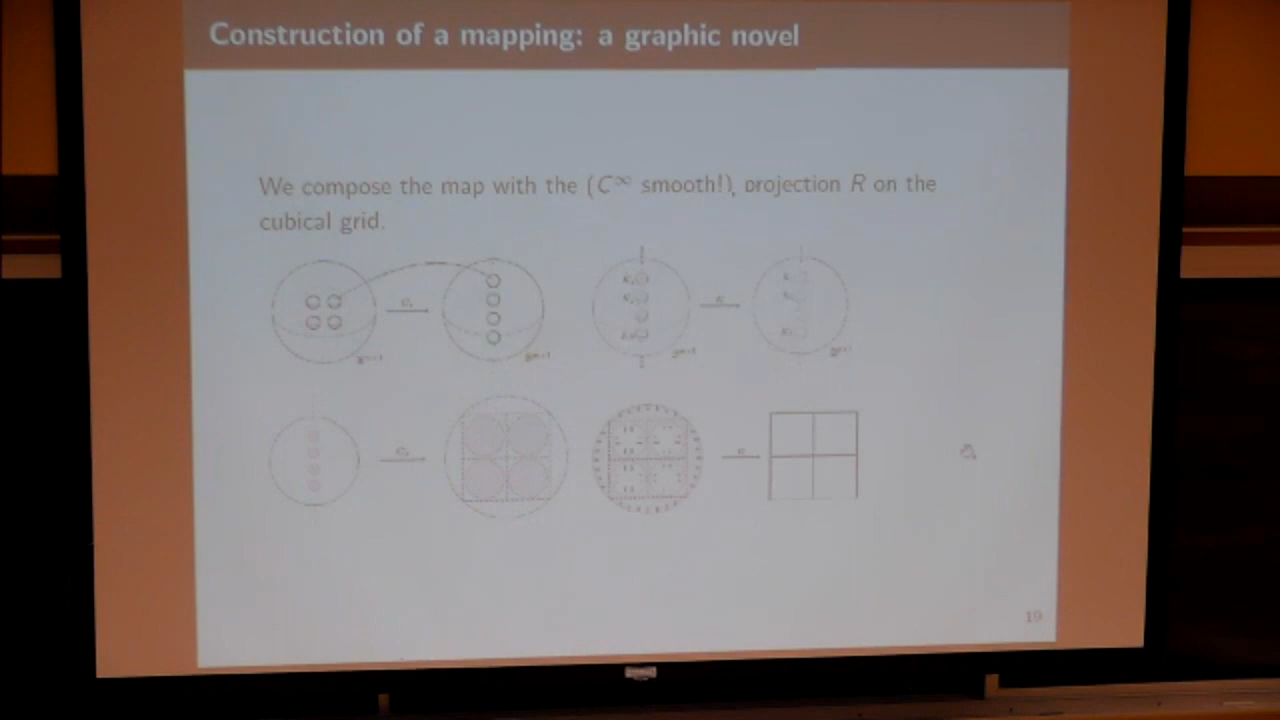 Construction of a mapping: a graphic novel
We compose the map with the (C∞ smooth!), projection R on the
cubical grid.
19